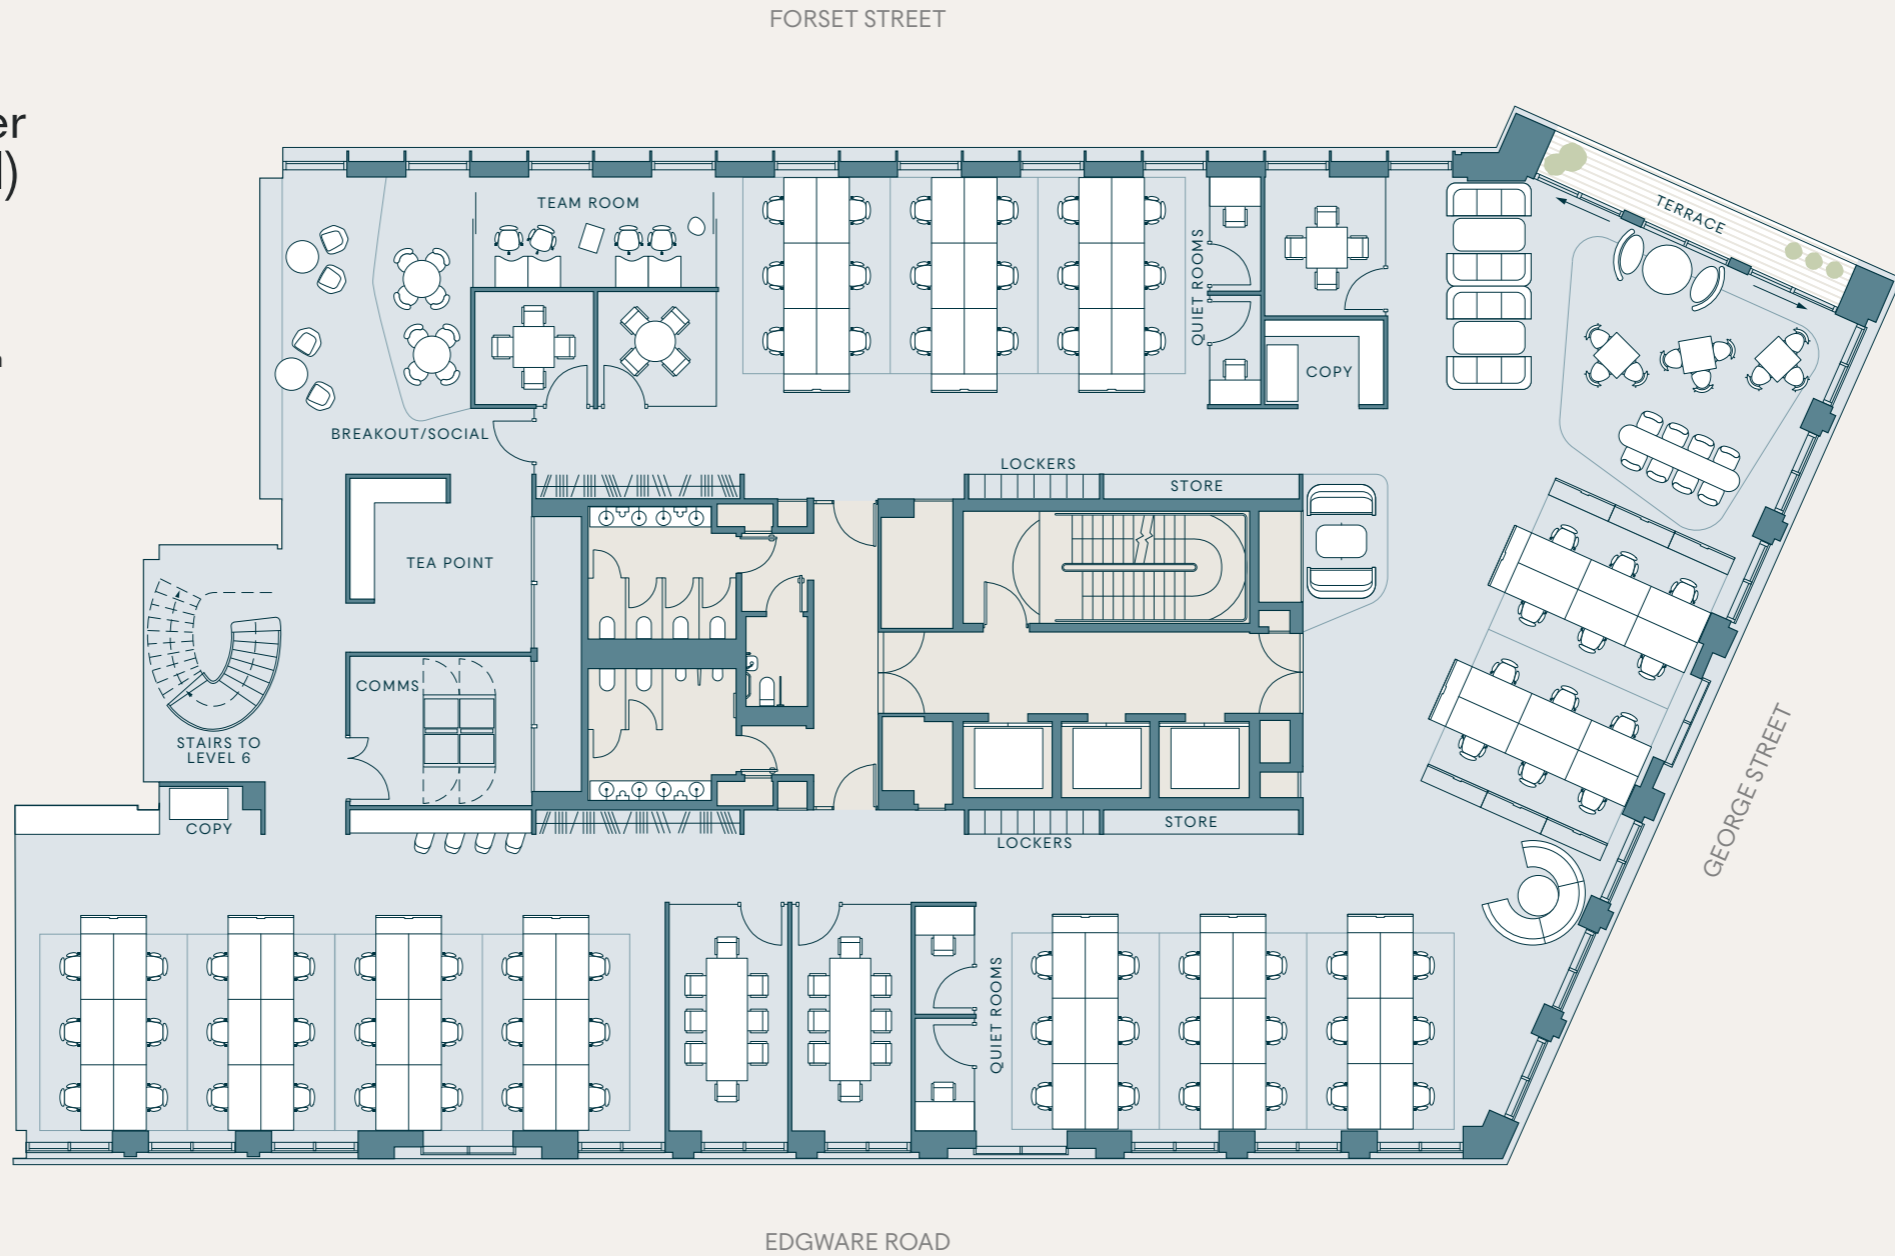 FORSET STREET
er
l)
TERRACE
TEAM ROOM
QUIET ROOMS
COPY
BREAKOUT/SOCIAL
LOCKERS
STORE
TEA POINT
COMMS
STAIRS TO
LEVEL 6
COPY
STORE
LOCKERS
GEORGE STREET
QUIET ROOMS
EDGWARE ROAD